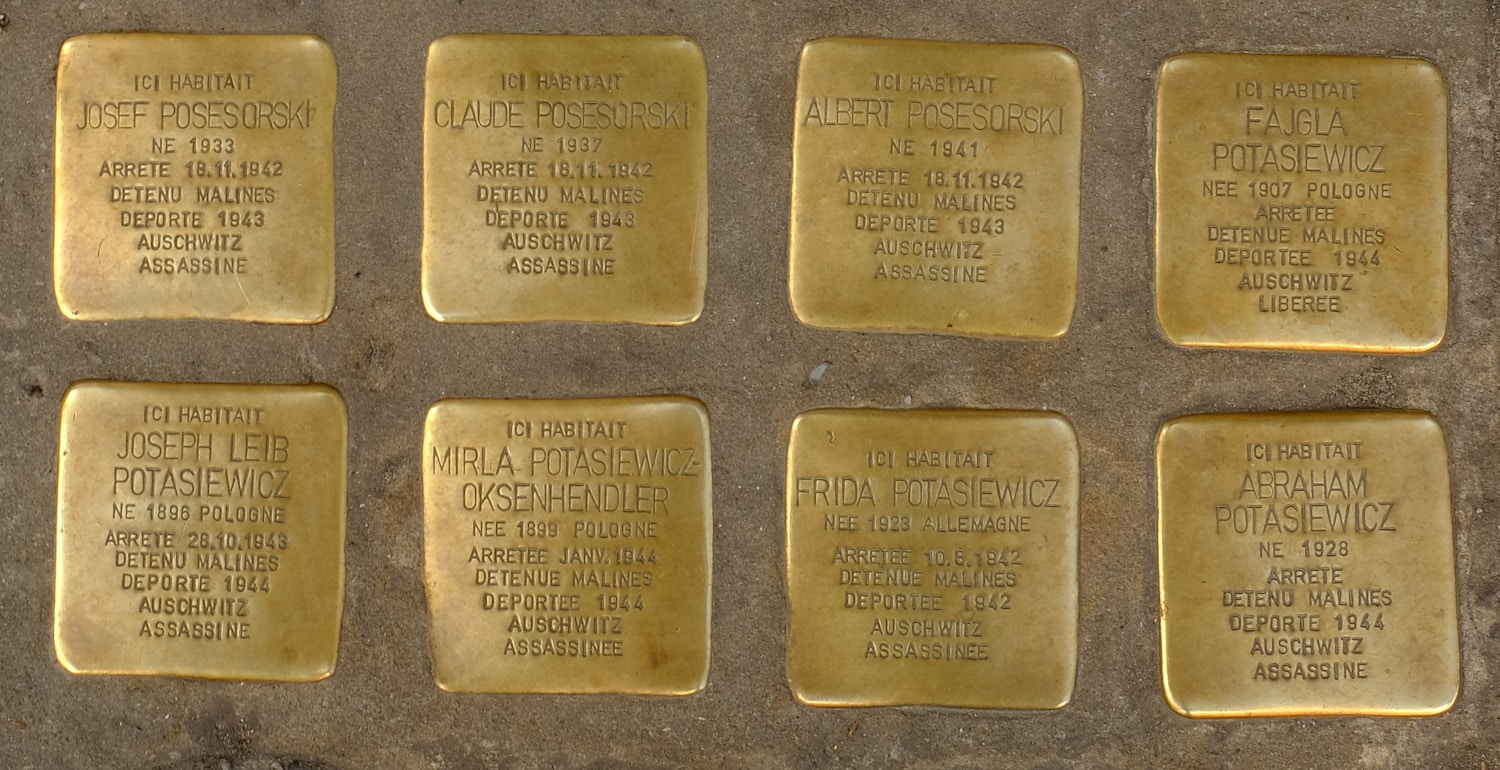 ICI HABITAIT
JOSEF POSESORSKI
NE 1933
ARRETE 18.11.1942
DETENU MALINES
DEPORTE 1943
AUSCHWITZ
ASSASSINE
ICI HABITAIT
CLAUDE POSESORSKI
NE 1937
ARRETE 18.11.1942
DETENU MALINES
DEPORTE 1943
AUSCHWITZ
ASSASSINE
ICI HABITAIT
ALBERT POSESORSKI
NE 1941
ARRETE 18.11.1942
DETENU MALINES
DEPORTE 1943
AUSCHWITZ
ASSASSINE
ICI HABITAIT
FAJGLA
POTASIEWICZ
NEE 1907 POLOGNE
ARRETEE
DETENUE MALINES
DEPORTEE 1944
AUSCHWITZ
LIBEREE
ICI HABITAIT
JOSEPH LEIB
POTASIEWICZ
NE 1896 POLOGNE
ARRETE 28.10.1943
DETENU MALINES
DEPORTE 1944
AUSCHWITZ
ASSASSINE
ICI HABITAIT
MIRLA POTASIEWICZ-
OKSENHENDLER
NEE 1899 POLOGNE
ARRETEE JANV.1944
DETENUE MALINES
DEPORTEE 1944
AUSCHWITZ
ASSASSINEE
ICI HABITAIT
FRIDA POTASIEWICZ
NEE 1923 ALLEMAGNE
ARRETEE 10.8.1942
DETENUE MALINES
DEPORTEE 1942
AUSCHWITZ
ASSASSINEE
ICI HABITAIT
ABRAHAM
POTASIEWICZ
NE 1928
ARRETE
DETENU MALINES
DEPORTE 1944
AUSCHWITZ
ASSASSINE